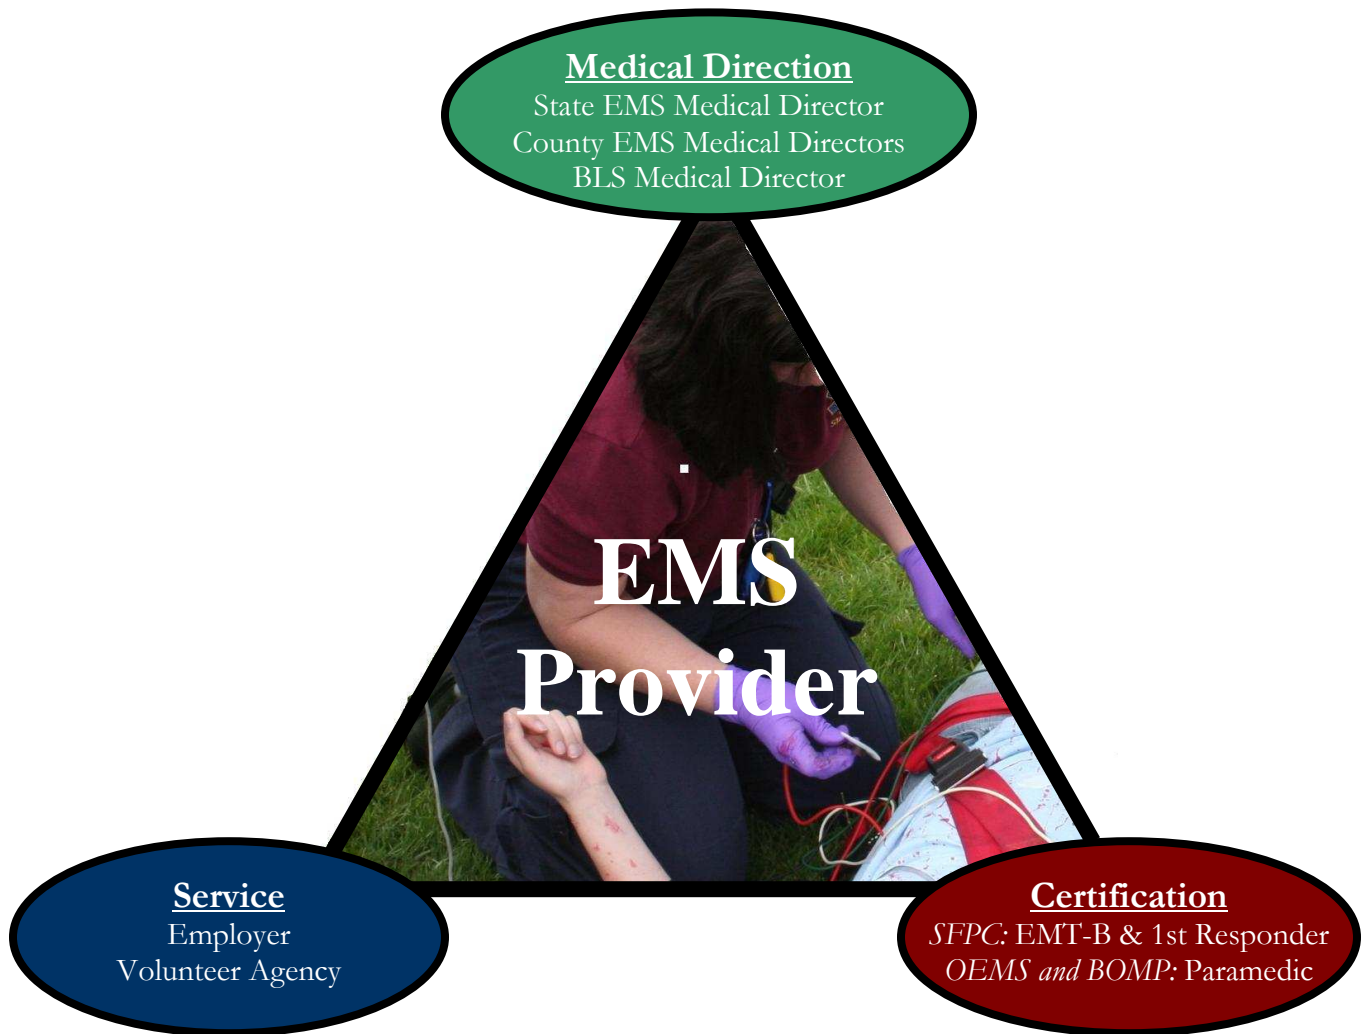 Medical Direction
State EMS Medical Director
County EMS Medical Directors
BLS Medical Director
EMS
Provider
Service
Employer
Volunteer Agency
Certification
SFPC: EMT-B & 1st Responder
OEMS and BOMP: Paramedic